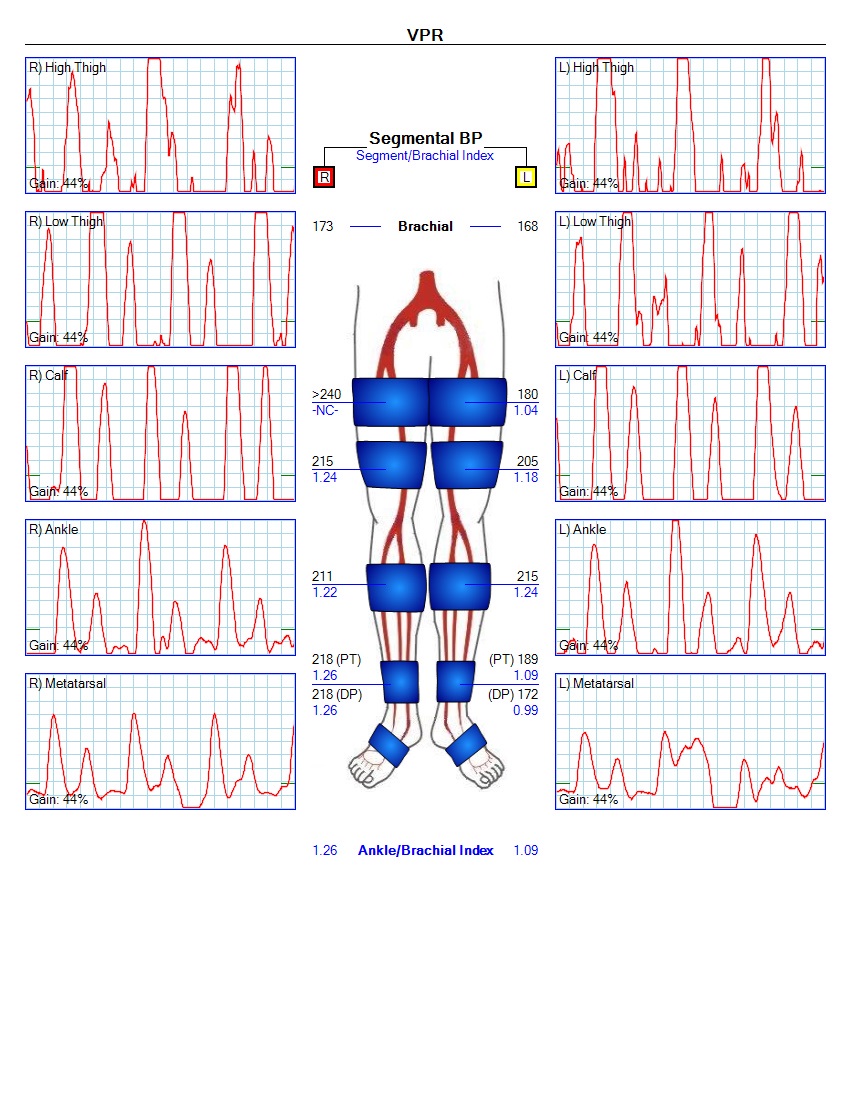 VPR
R) High Thigh
Gain: 44%
L) High Thigh
Gain: 44%
Segmental BP
Segment/Brachial Index
R
L
R) Low Thigh
Gain: 44%
173 Brachial 168
L) Low Thigh
Gain: 44%
R) Calf
Gain: 44%
>240
-NC-
180
1.04
L) Calf
Gain: 44%
215
1.24
205
1.18
R) Ankle
Gain: 44%
211
1.22
215
1.24
L) Ankle
Gain: 44%
218 (PT)
1.26
218 (DP)
1.26
(PT) 189
1.09
(DP) 172
0.99
R) Metatarsal
Gain: 44%
L) Metatarsal
Gain: 44%
1.26 Ankle/Brachial Index 1.09